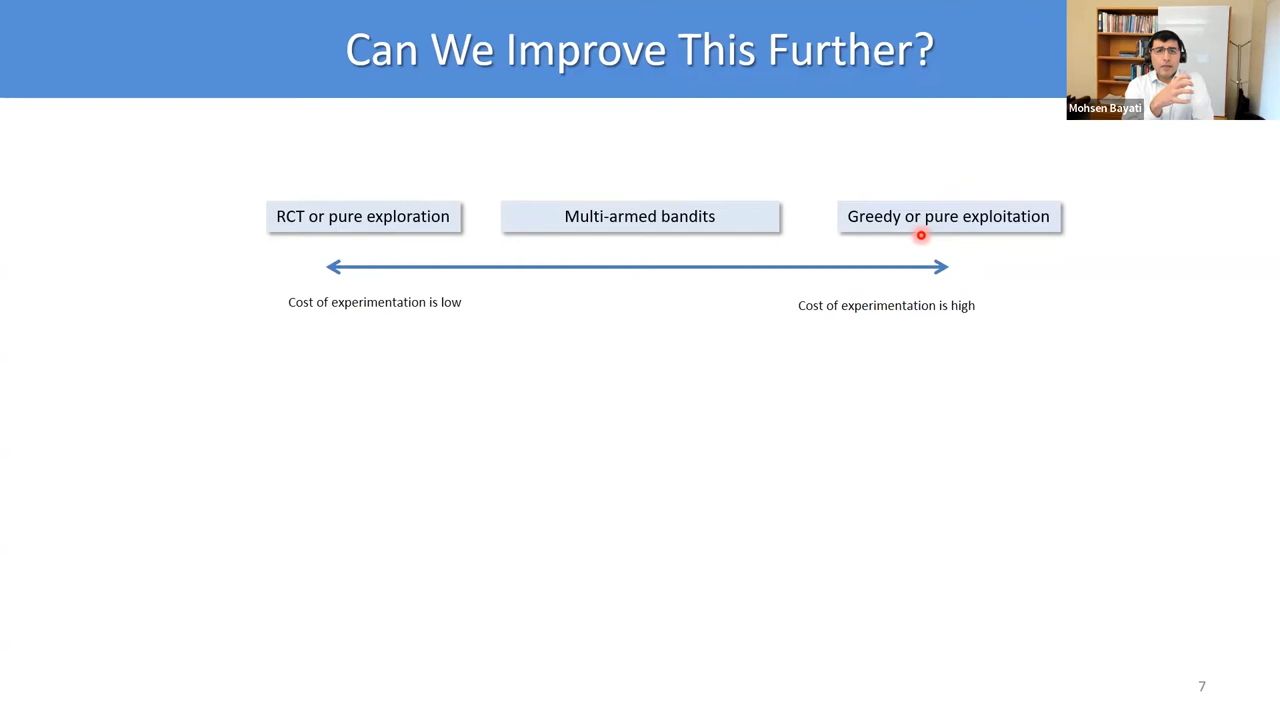 Can We Improve This Further?
Mohsen Bayati
RCT or pure exploration
Multi-armed bandits
Greedy or pure exploitation
Cost of experimentation is low
Cost of experimentation is high
7